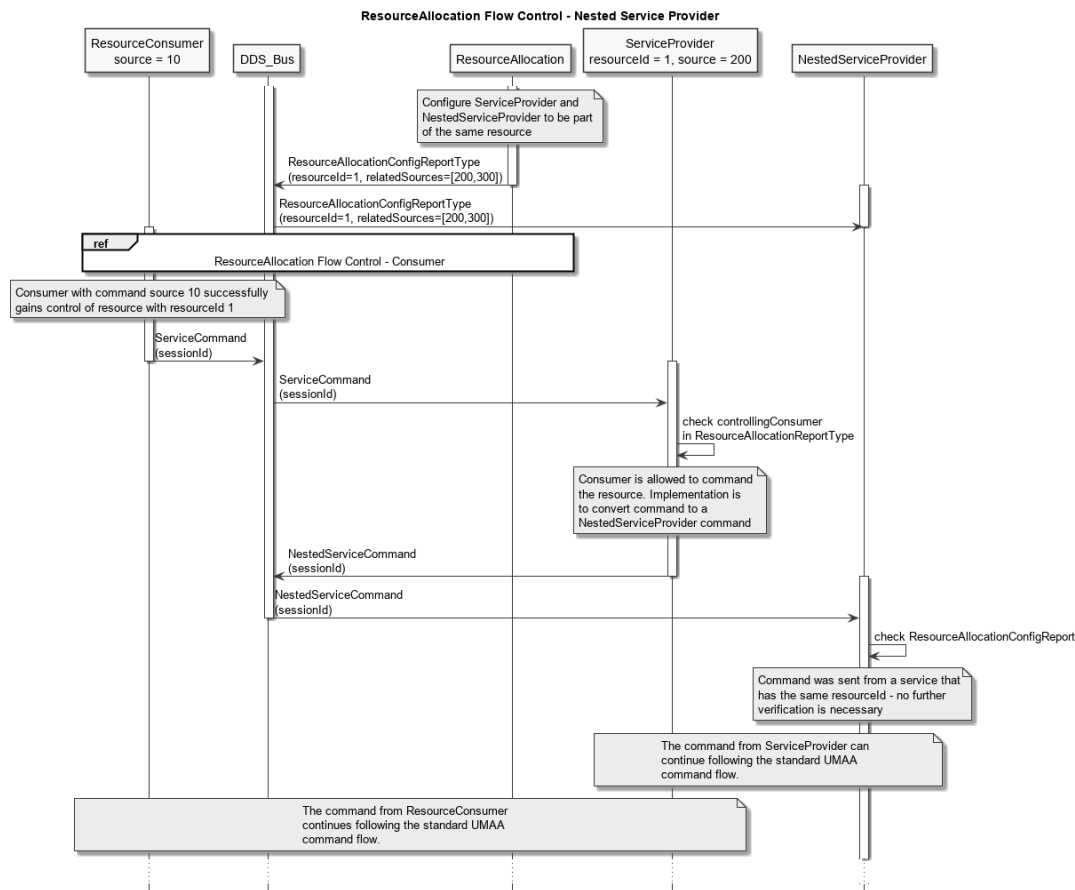 ResourceAllocation Flow Control - Nested Service Provider
ResourceConsumer
source = 10
DDS_Bus
ResourceAllocation
ServiceProvider
resourceId = 1, source = 200
NestedServiceProvider
Configure ServiceProvider and
NestedServiceProvider to be part
of the same resource
ResourceAllocationConfigReportType
(resourceId=1, relatedSources=[200,300])
ResourceAllocationConfigReportType
(resourceId=1, relatedSources=[200,300])
ref
ResourceAllocation Flow Control - Consumer
Consumer with command source 10 successfully
gains control of resource with resourceId 1
ServiceCommand
(sessionId)
ServiceCommand
(sessionId)
check controllingConsumer
in ResourceAllocationReportType
Consumer is allowed to command
the resource. Implementation is
to convert command to a
NestedServiceProvider command
NestedServiceCommand
(sessionId)
NestedServiceCommand
(sessionId)
check ResourceAllocationConfigReport
Command was sent from a service that
has the same resourceId - no further
verification is necessary
The command from ServiceProvider can
continue following the standard UMAA
command flow.
The command from ResourceConsumer
continues following the standard UMAA
command flow.